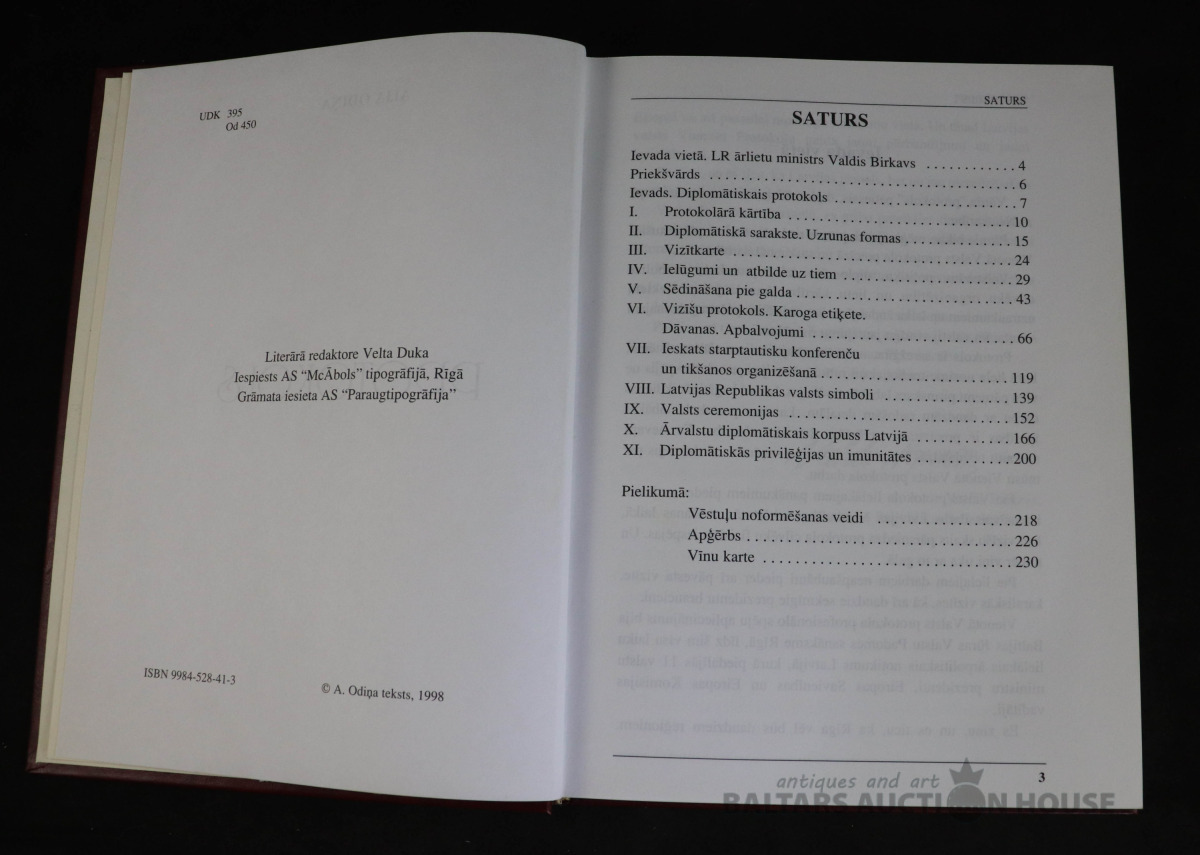 UDK 395
Od 450
Literārā redaktore Velta Duka
Iespiests AS “McĀbols” tipogrāfijā, Rīgā
Grāmata iesieta AS “Paraugtipogrāfija”
ISBN 9984-528-41-3
© A. Odiņa teksts, 1998
SATURS
SATURS
Ievada vietā. LR ārlietu ministrs Valdis Birkavs ............ 4
Priekšvārds ........................................ 6
Ievads. Diplomātiskais protokols ........................ 7
I. Protokolārā kārtība ............................. 10
II. Diplomātiskā sarakste. Uzrunas formas .............. 15
III. Vizītkarte .................................... 24
IV. Ielūgumi un atbilde uz tiem ....................... 29
V. Sēdināšana pie galda ............................ 43
VI. Vizīšu protokols. Karoga etiķete.
Dāvanas. Apbalvojumi .......................... 66
VII. Ieskats starptautisku konferenču
un tikšanos organizēšanā ......................... 119
VIII. Latvijas Republikas valsts simboli .................. 139
IX. Valsts ceremonijas ............................. 152
X. Ārvalstu diplomātiskais korpuss Latvijā ............ 166
XI. Diplomātiskās privilēģijas un imunitātes ............ 200
Pielikumā:
Vēstuļu noformēšanas veidi ................. 218
Apģērbs .................................. 226
Vīnu karte ................................ 230
3
antiques and art
BALTARS AUCTION HOUSE